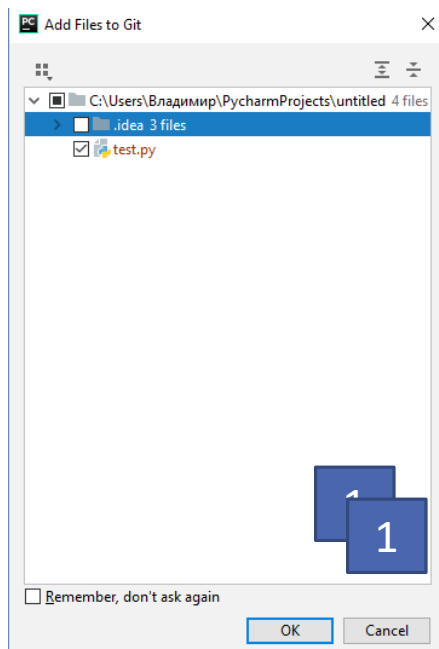 PC Add Files to Git
C:\Users\Владимир\PycharmProjects\untitled 4 files
.idea 3 files
test.py
1
1
Remember, don't ask again
OK Cancel